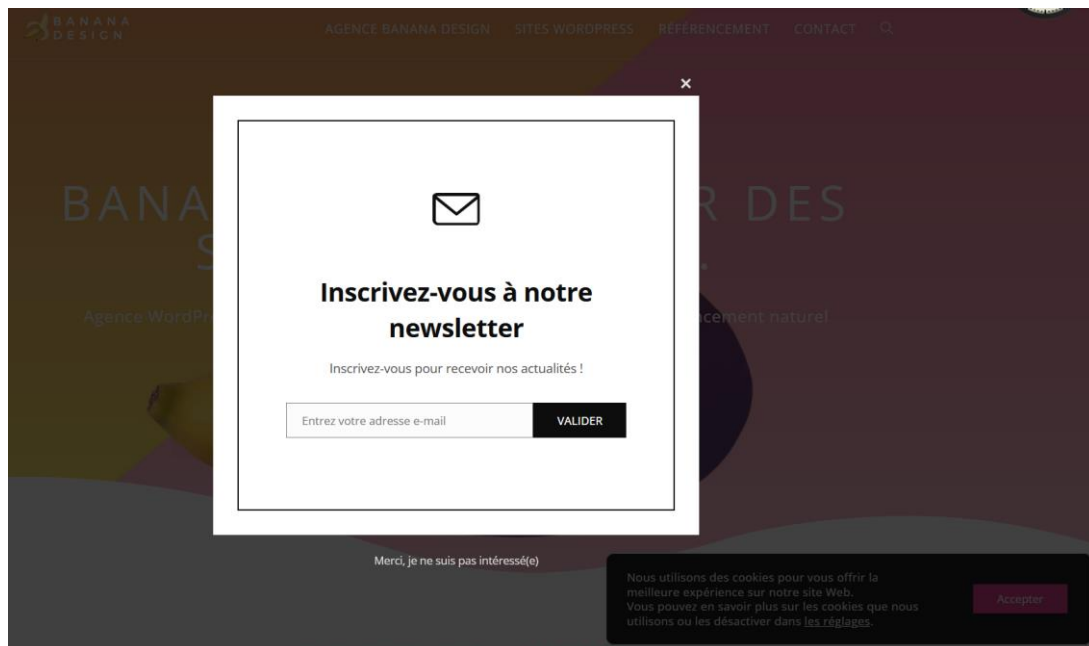 BANANA
DESIGN
AGENCE BANANA DESIGN SITES WORDPRESS RÉFÉRENCEMENT CONTACT
×
BANA R DES
S .
Inscrivez-vous à notre
newsletter
Agence WordPr cement naturel
Inscrivez-vous pour recevoir nos actualités !
Entrez votre adresse e-mail VALIDER
Merci, je ne suis pas intéressé(e)
Nous utilisons des cookies pour vous offrir la
meilleure expérience sur notre site Web.
Vous pouvez en savoir plus sur les cookies que nous
utilisons ou les désactiver dans les réglages.
Accepter